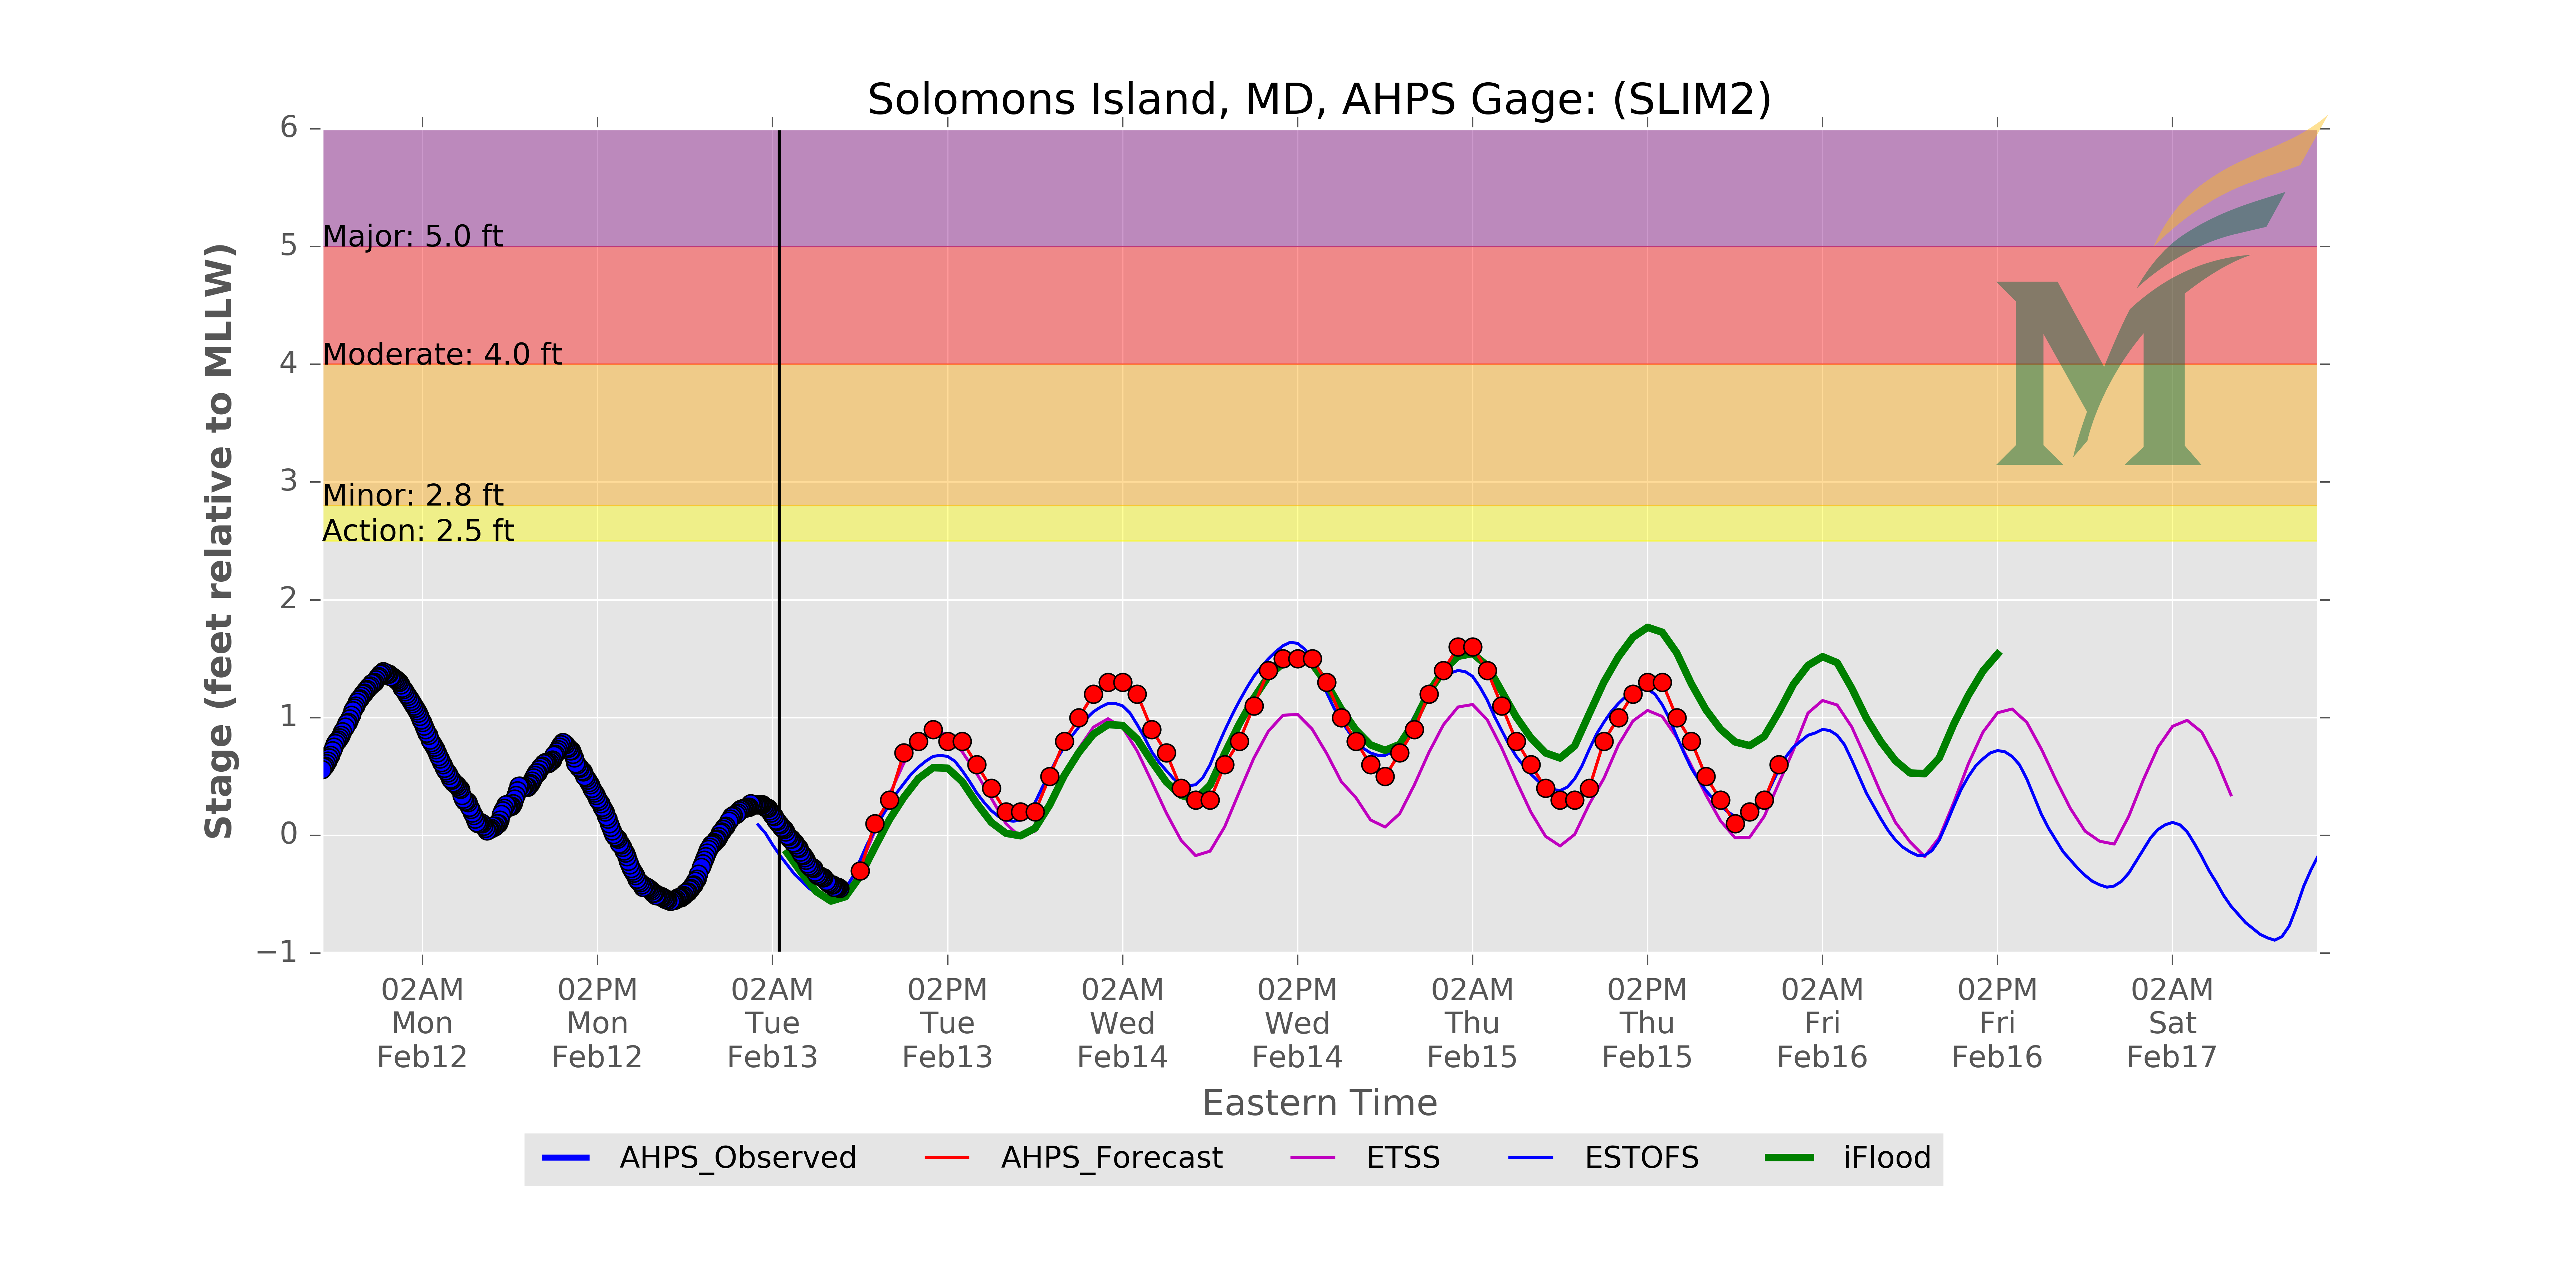 Solomons Island, MD, AHPS Gage: (SLIM2)
Stage (feet relative to MLLW)
6
5
4
3
2
1
0
−1
Major: 5.0 ft
Moderate: 4.0 ft
Minor: 2.8 ft
Action: 2.5 ft
M
02AM 02PM 02AM 02PM 02AM 02PM 02AM 02PM 02AM 02PM 02AM
Mon Mon Tue Tue Wed Wed Thu Thu Fri Fri Sat
Feb12 Feb12 Feb13 Feb13 Feb14 Feb14 Feb15 Feb15 Feb16 Feb16 Feb17
Eastern Time
AHPS_Observed AHPS_Forecast ETSS ESTOFS iFlood